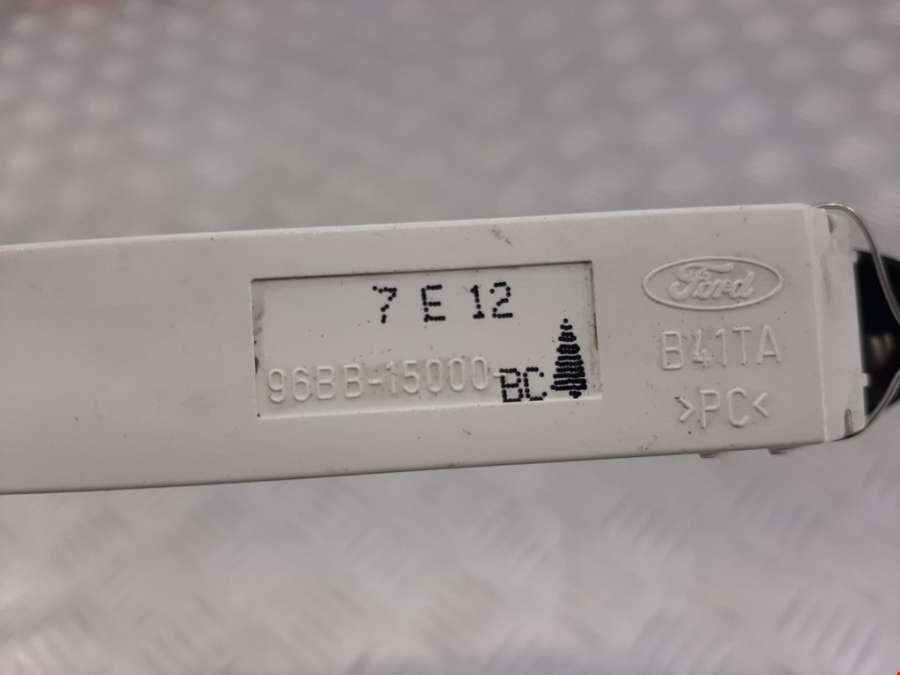 7 E 12
96BB-15000-BC
Ford
B41TA
>PC<